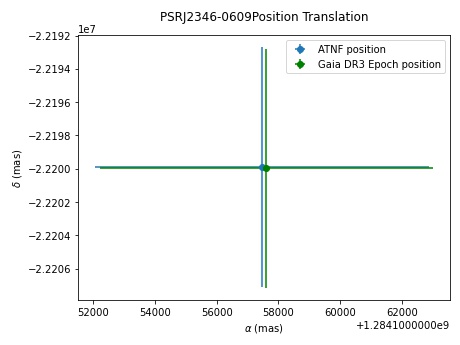 PSRJ2346-0609Position Translation
1e7
−2.2192
−2.2194
−2.2196
−2.2198
−2.2200
−2.2202
−2.2204
−2.2206
δ (mas)
ATNF position
Gaia DR3 Epoch position
52000 54000 56000 58000 60000 62000
α (mas)
+1.2841000000e9